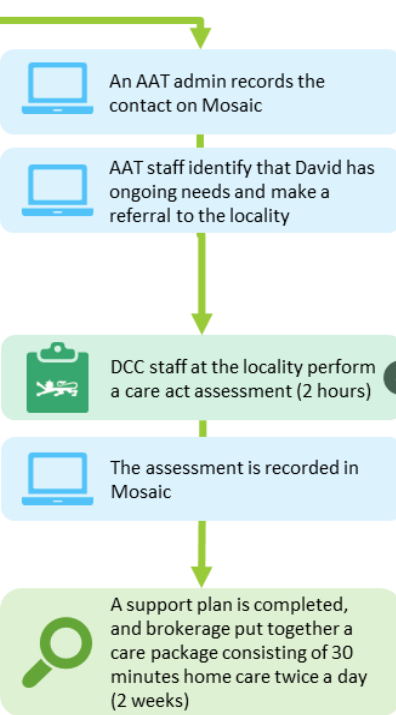 An AAT admin records the
contact on Mosaic
AAT staff identify that David has
ongoing needs and make a
referral to the locality
DCC staff at the locality perform
a care act assessment (2 hours)
The assessment is recorded in
Mosaic
A support plan is completed,
and brokerage put together a
care package consisting of 30
minutes home care twice a day
(2 weeks)